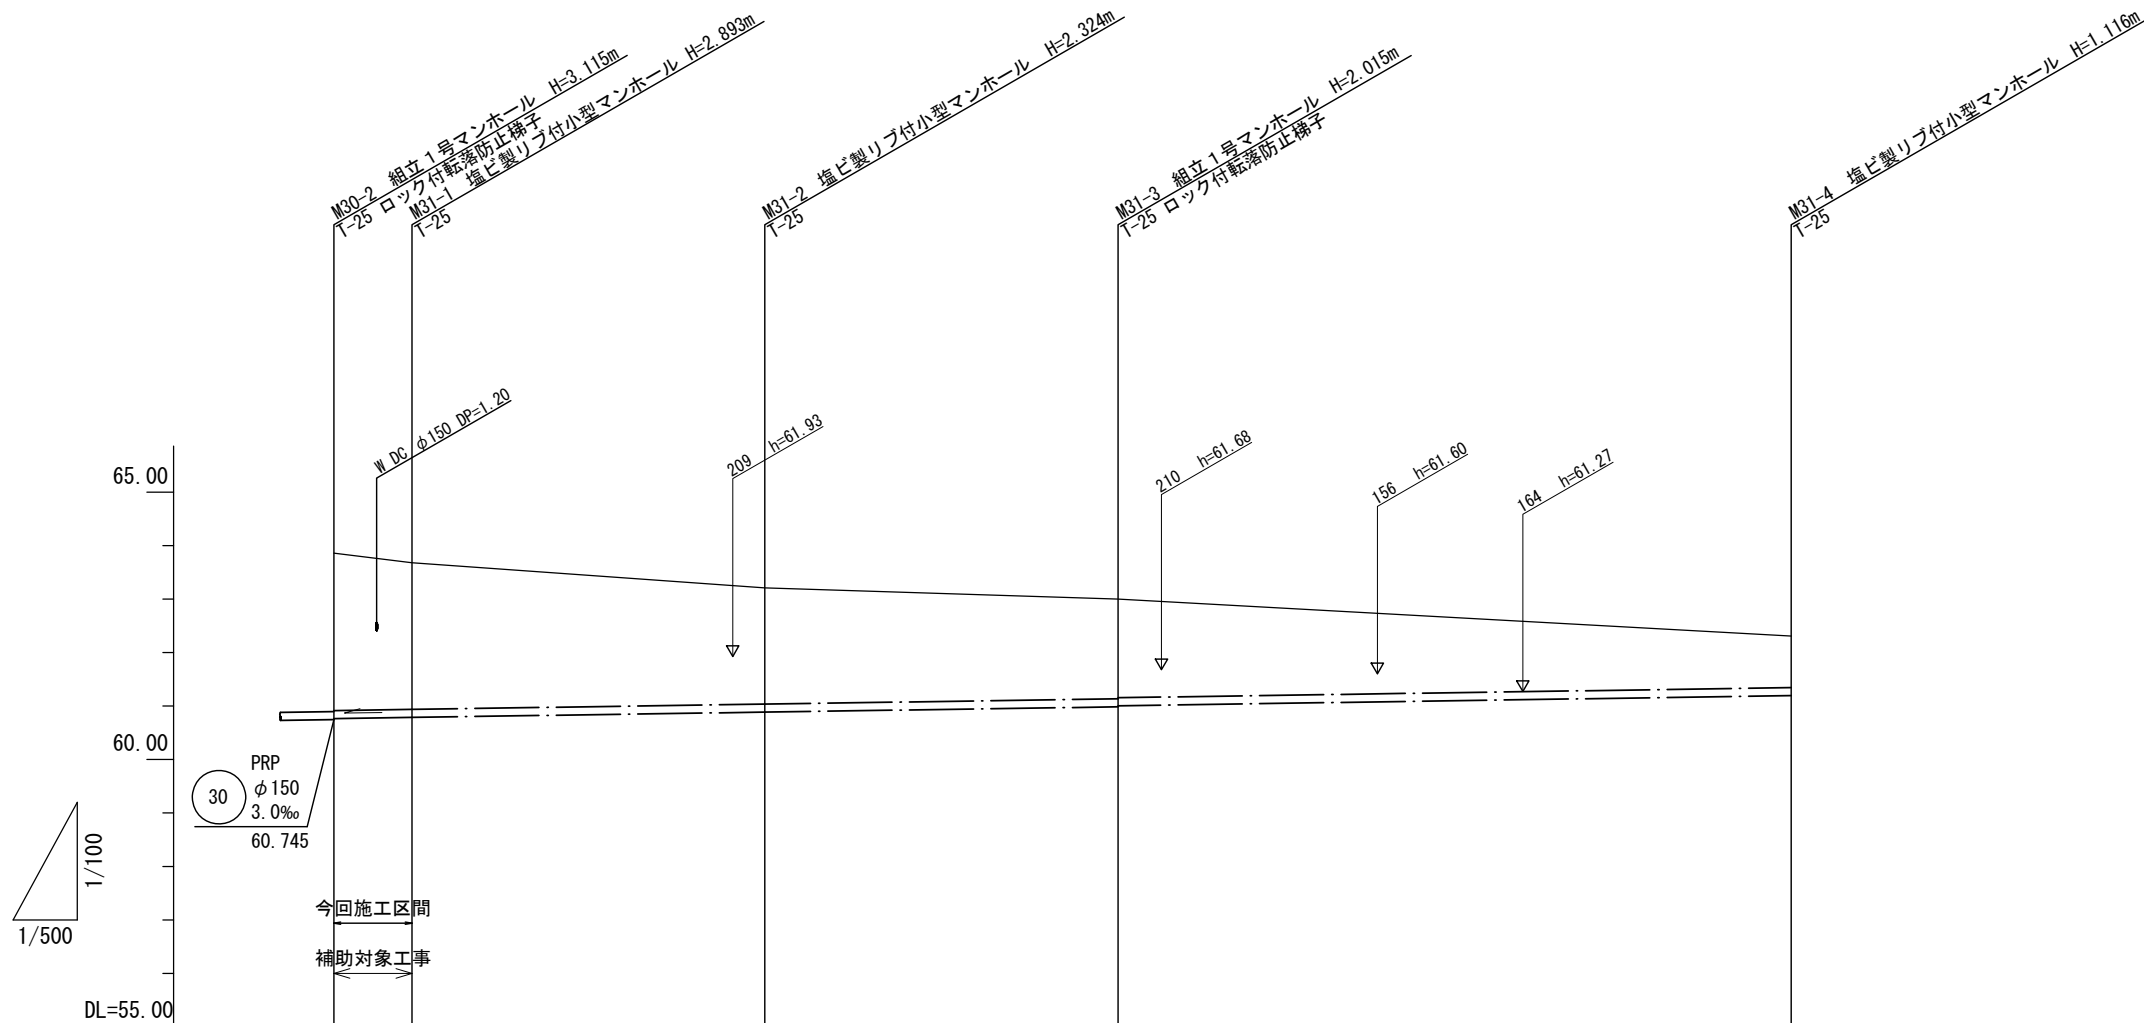 M30-2　組立１号マンホール　H=3.115m
T-25 ロック付転落防止梯子
M31-1　塩ビ製リブ付小型マンホール H=2.893m
T-25
M31-2　塩ビ製リブ付小型マンホール　H=2.324m
T-25
M31-3　組立１号マンホール　H=2.015m
T-25 ロック付転落防止梯子
M31-4　塩ビ製リブ付小型マンホール　H=1.116m
T-25
W DC φ150 DP=1.20
209　h=61.93
210　h=61.68
156　h=61.60
164　h=61.27
65.00
60.00
PRP
30
φ150
3.0‰
60.745
1/100
1/500
今回施工区間
補助対象工事
DL=55.00